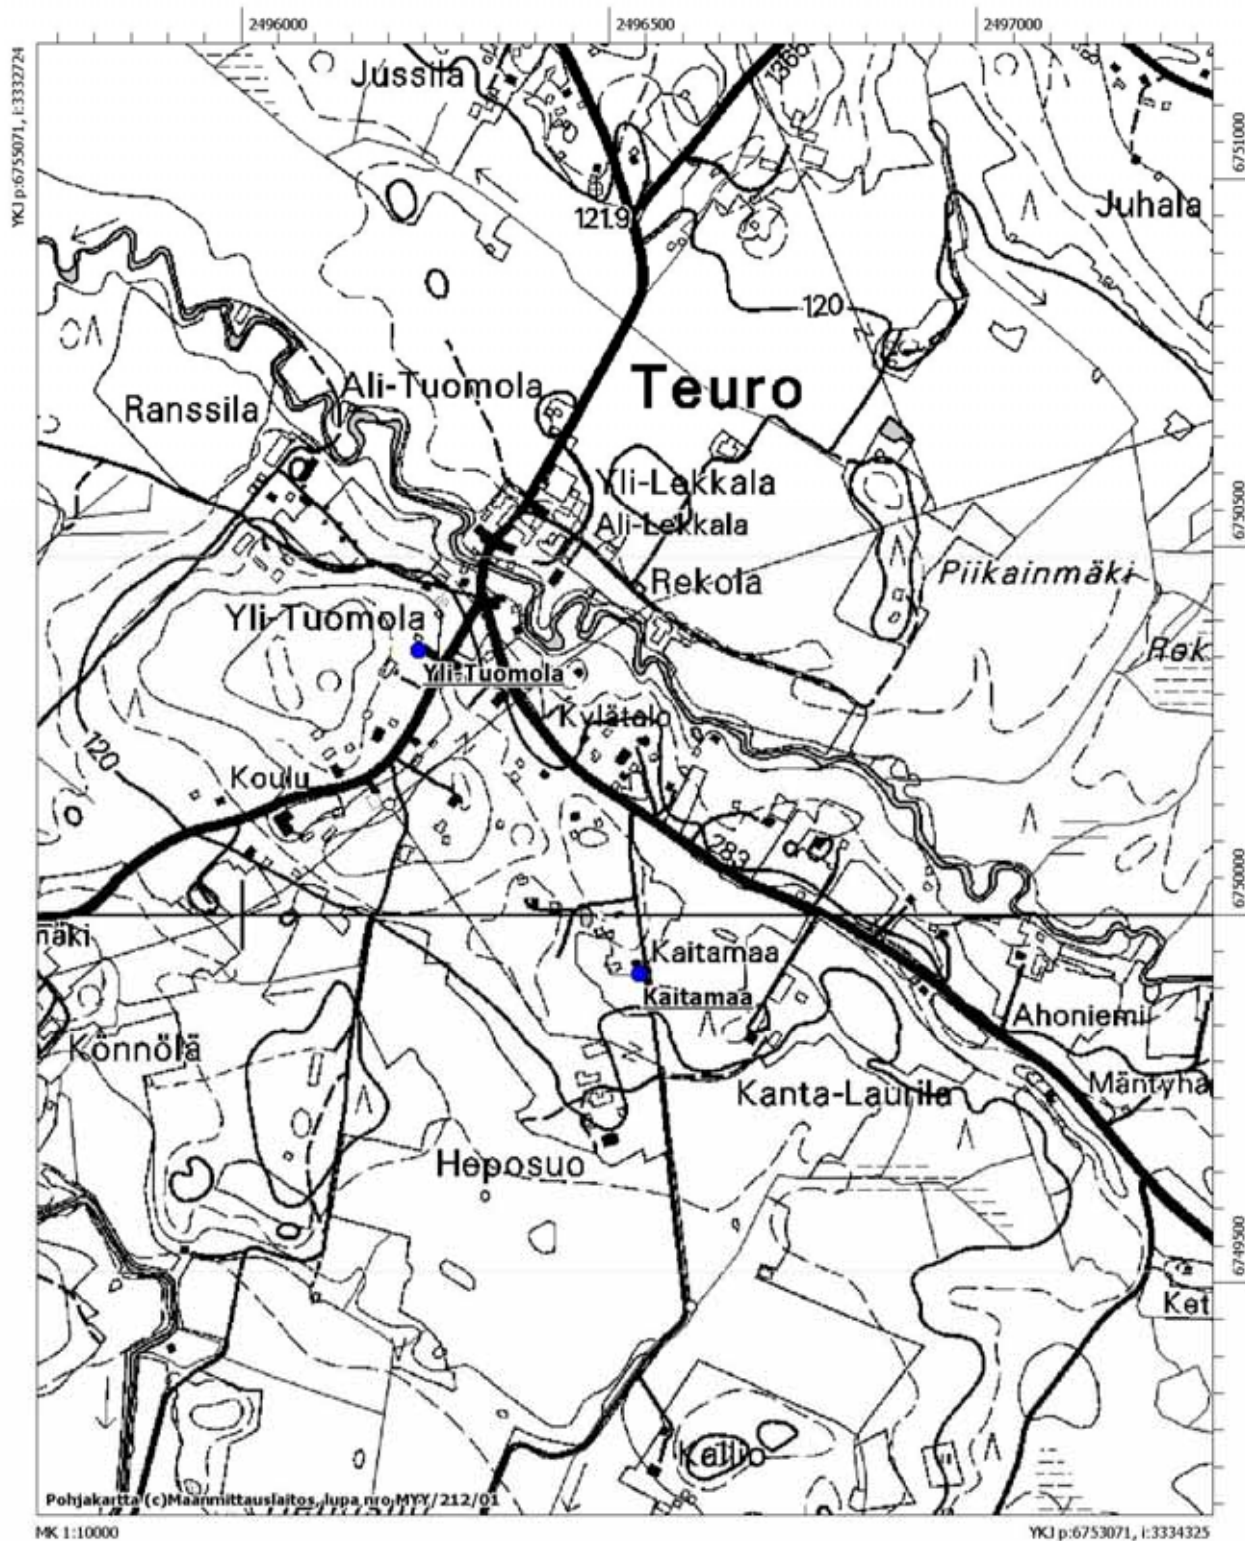 2496000
2496500
2497000
YKJ p:6755071, i:3332724
Jussila
1365
6751000
Juhala
121.9
120
Teuro
Ali-Tuomola
Ranssila
Yli-Lekkala
6750500
Ali-Lekkala
Piikainmäki
Rekola
Yli-Tuomola
Rek
Yli-Tuomola
Kylätalo
120
Koulu
283
6750000
mäki
Kaitamaa
Kaitamaa
Ahoniemi
Könnölä
Mäntyha
Kanta-Laurila
Heposuo
6749500
Ket
Kallio
Pohjakartta (c)Maanmittauslaitos, lupa nro MYY/212/01
MK 1:10000
YKJ p:6753071, i:3334325